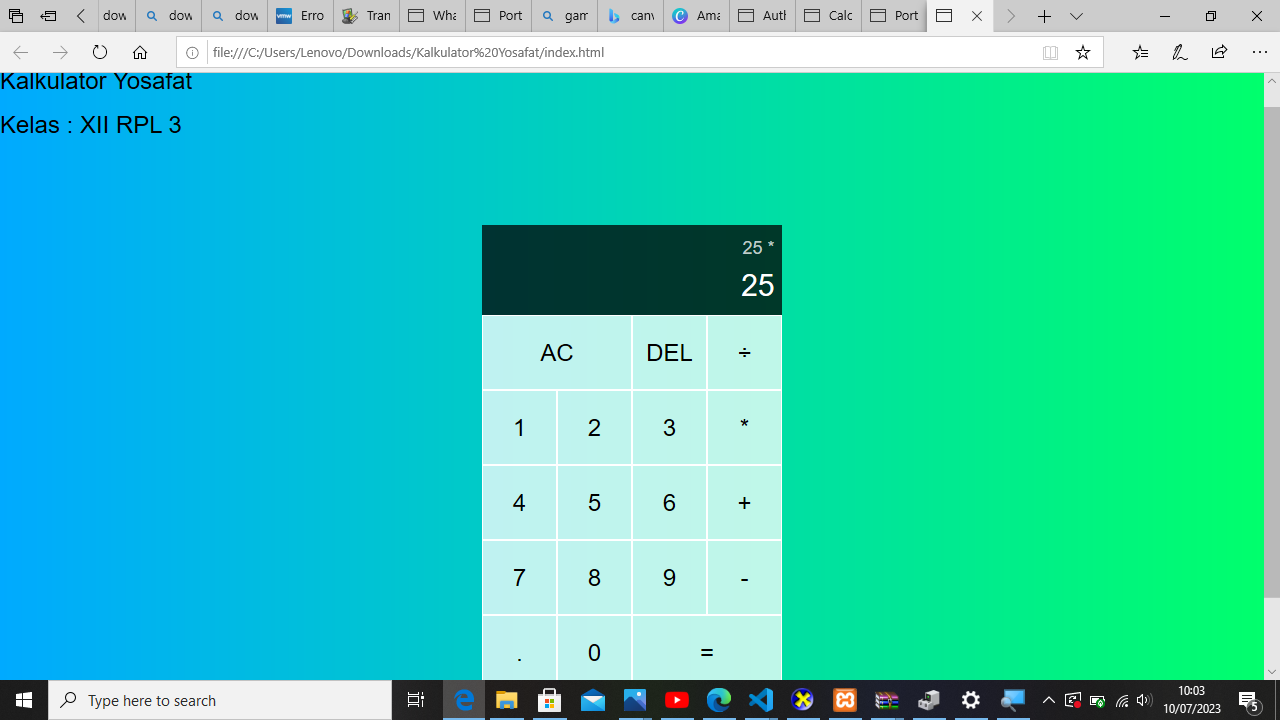 dow
dow
dow
vmw Erro
Tran
Wha
Port
gam
canv
C Ama
Auth
Calc
Port
file:///C:/Users/Lenovo/Downloads/Kalkulator%20Yosafat/index.html
Kalkulator Yosafat
Kelas : XII RPL 3
25 *
25
AC DEL ÷
1 2 3 *
4 5 6 +
7 8 9 -
. 0 =
Type here to search
10:03
10/07/2023
5